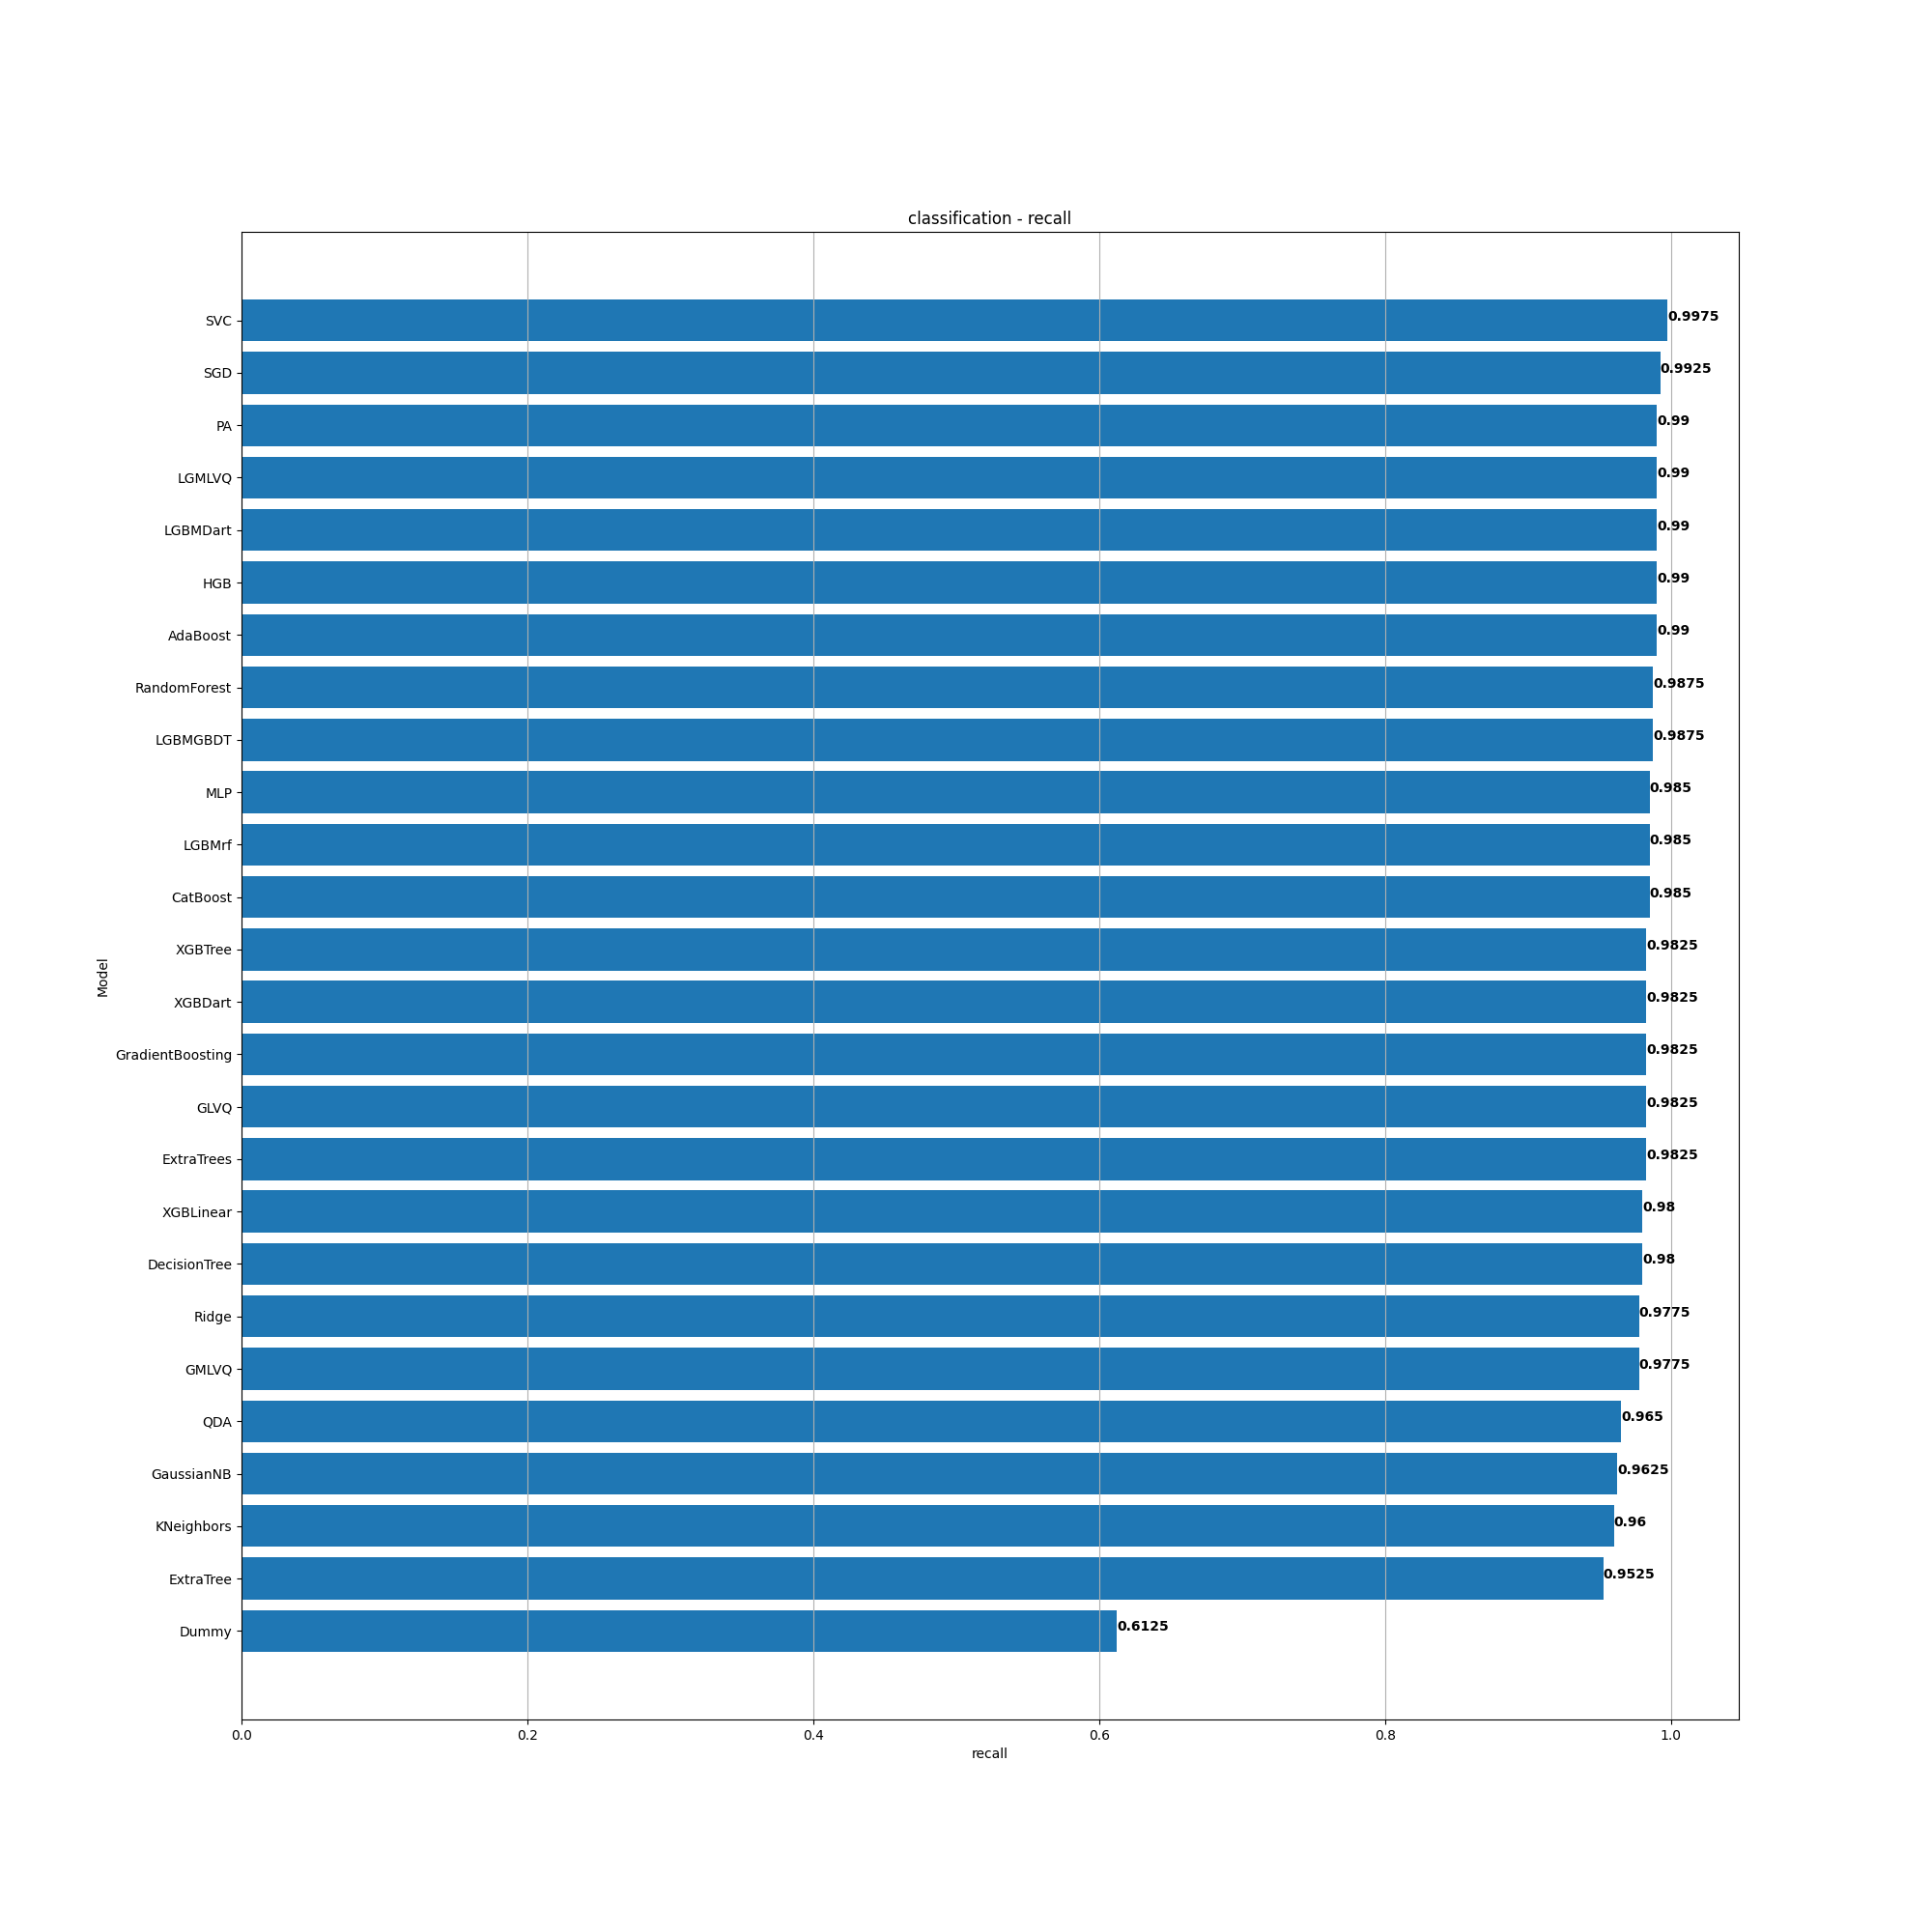 classification - recall
SVC 0.9975
SGD 0.9925
PA 0.99
LGMLVQ 0.99
LGBMDart 0.99
HGB 0.99
AdaBoost 0.99
RandomForest 0.9875
LGBMGBDT 0.9875
MLP 0.985
LGBMrf 0.985
CatBoost 0.985
XGBTree 0.9825
XGBDart 0.9825
GradientBoosting 0.9825
GLVQ 0.9825
ExtraTrees 0.9825
XGBLinear 0.98
DecisionTree 0.98
Ridge 0.9775
GMLVQ 0.9775
QDA 0.965
GaussianNB 0.9625
KNeighbors 0.96
ExtraTree 0.9525
Dummy 0.6125
Model
0.0 0.2 0.4 0.6 0.8 1.0
recall